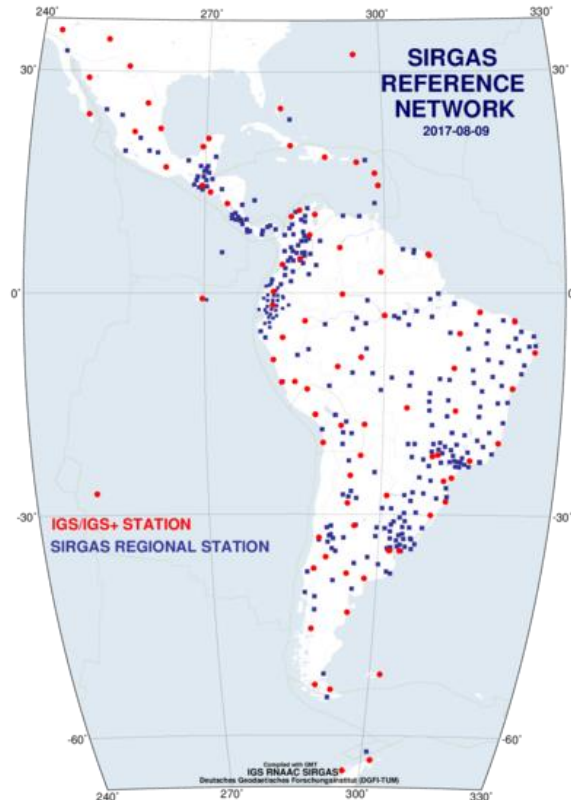 240˚ 270˚ 300˚ 330˚
SIRGAS
REFERENCE
NETWORK
2017-08-09
30˚ 30˚
0˚ 0˚
-30˚ -30˚
IGS/IGS+ STATION
SIRGAS REGIONAL STATION
-60˚ -60˚
Compiled with GMT
IGS RNAAC SIRGAS
Deutsches Geodaetisches Forschungsinstitut (DGFI-TUM)
240˚ 270˚ 300˚ 330˚